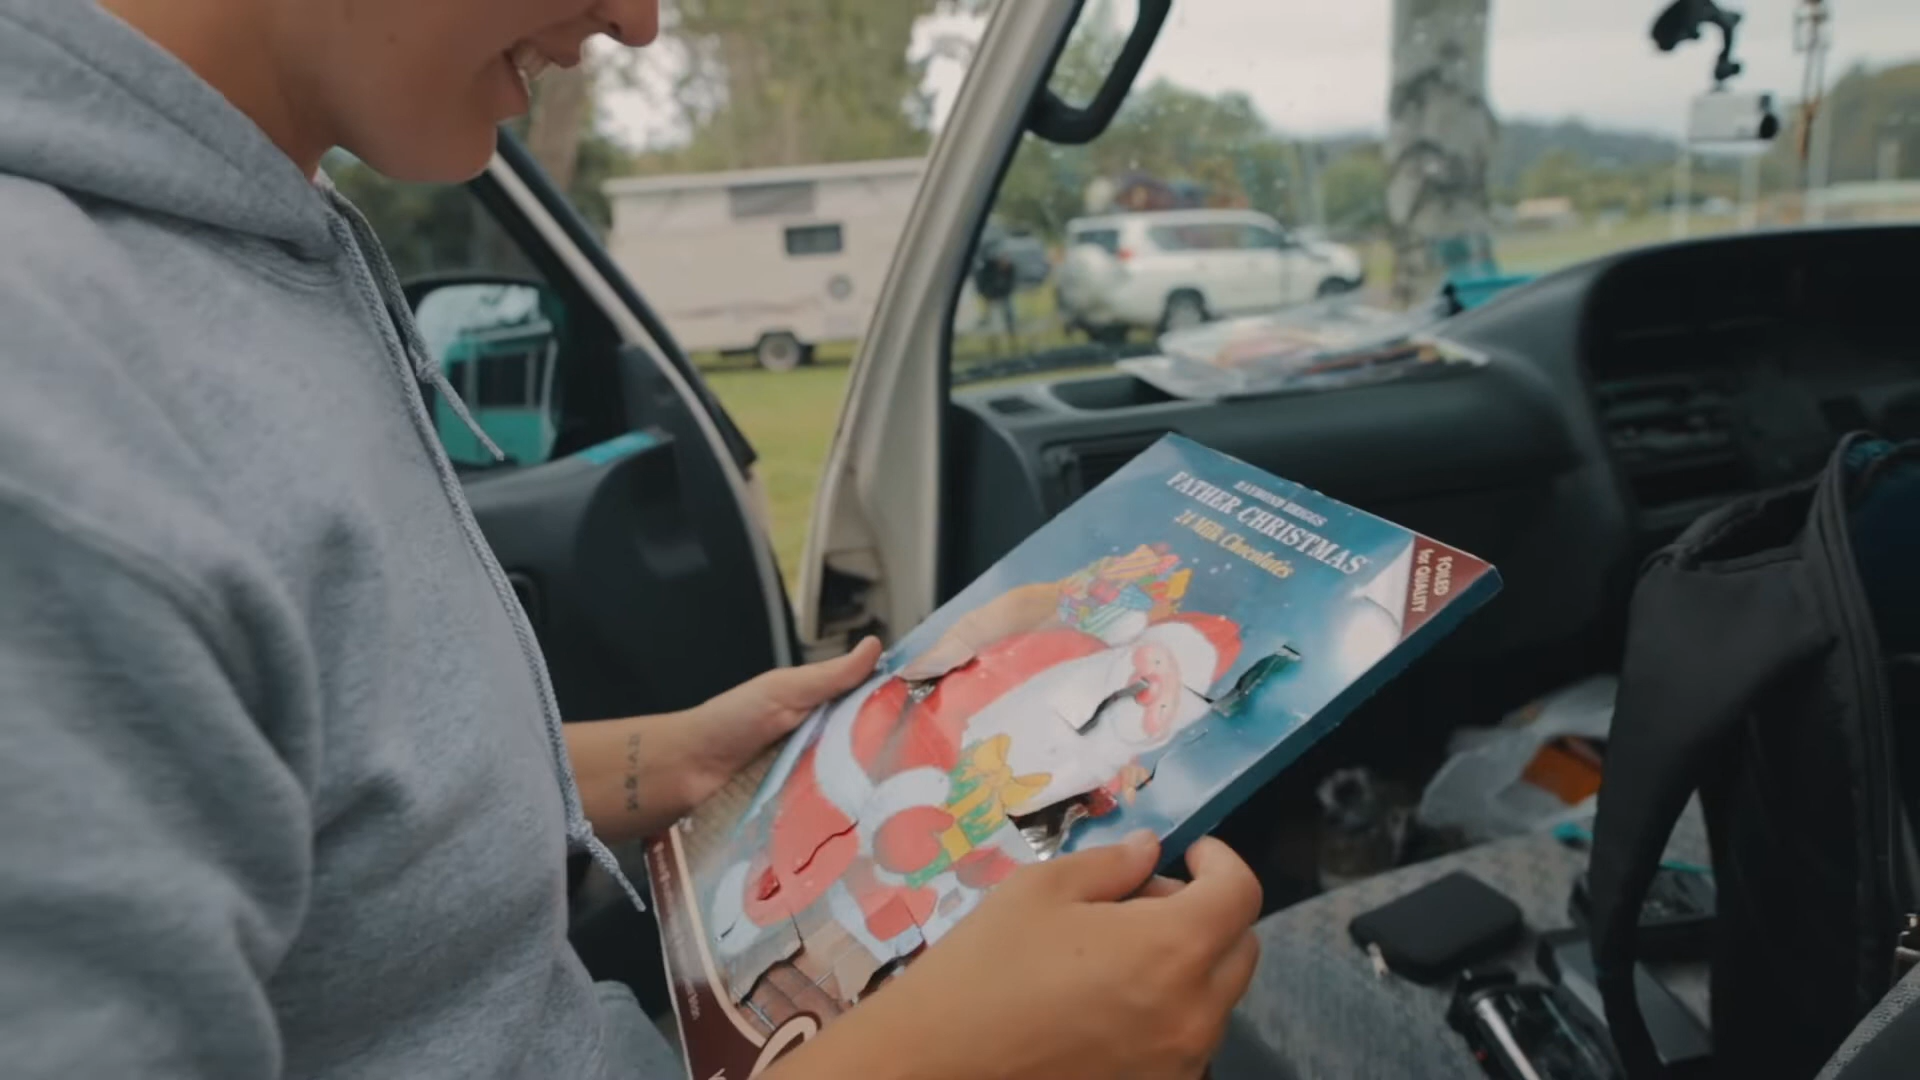 RAYMOND BRIGGS
FATHER CHRISTMAS
24 Milk Chocolates
FOILED
for QUALITY